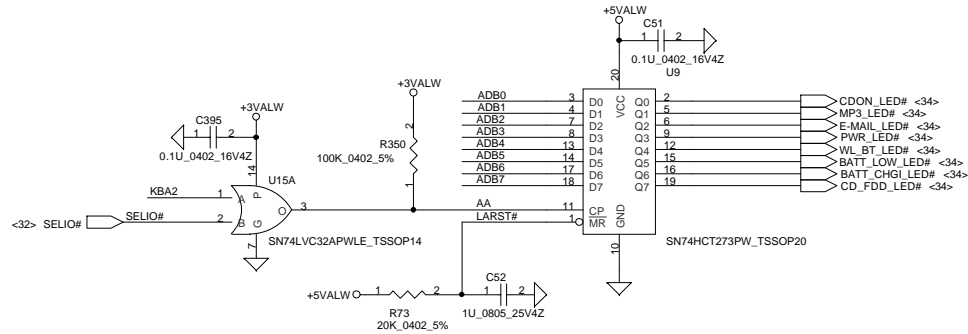 +5VALW
C51
1 2
0.1U_0402_16V4Z
U9
+3VALW
+3VALW
C395
1 2
0.1U_0402_16V4Z
R350
100K_0402_5%
2
1
U15A
14
KBA2 1 A P
O 3
<32> SELIO# SELIO# 2 B G
7
SN74LVC32APWLE_TSSOP14
20
VCC
ADB0 3 D0 Q0 2 CDON_LED# <34>
ADB1 4 D1 Q1 5 MP3_LED# <34>
ADB2 7 D2 Q2 6 E-MAIL_LED# <34>
ADB3 8 D3 Q3 9 PWR_LED# <34>
ADB4 13 D4 Q4 12 WL_BT_LED# <34>
ADB5 14 D5 Q5 15 BATT_LOW_LED# <34>
ADB6 17 D6 Q6 16 BATT_CHGI_LED# <34>
ADB7 18 D7 Q7 19 CD_FDD_LED# <34>
AA 11 CP
LARST# 1 MR
GND
10
SN74HCT273PW_TSSOP20
+5VALW 1 2
R73
20K_0402_5%
C52
1 2
1U_0805_25V4Z